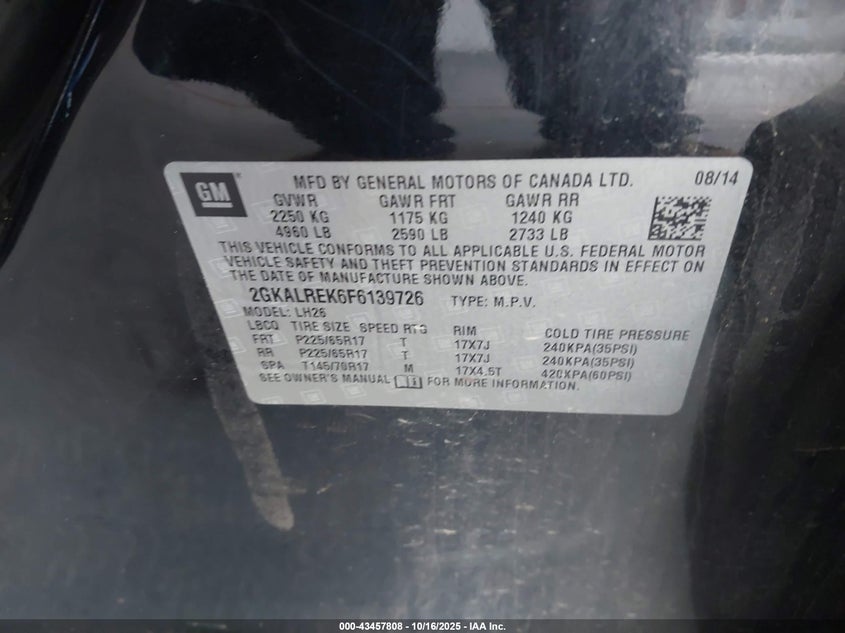 GM
MFD BY GENERAL MOTORS OF CANADA LTD. 08/14
GVWR GAWR FRT GAWR RR
2250 KG 1175 KG 1240 KG
4960 LB 2590 LB 2733 LB
THIS VEHICLE CONFORMS TO ALL APPLICABLE U.S. FEDERAL MOTOR
VEHICLE SAFETY AND THEFT PREVENTION STANDARDS IN EFFECT ON
THE DATE OF MANUFACTURE SHOWN ABOVE.
2GKALREK6F6139726 TYPE: M.P.V.
MODEL: LH26
LBCQ TIRE SIZE SPEED RTG RIM COLD TIRE PRESSURE
FRT P225/65R17 T 17X7J 240KPA(35PSI)
RR P225/65R17 T 17X7J 240KPA(35PSI)
SPA T145/70R17 M 17X4.5T 420KPA(60PSI)
SEE OWNER'S MANUAL FOR MORE INFORMATION.
000-43457808 - 10/16/2025 - IAA Inc.